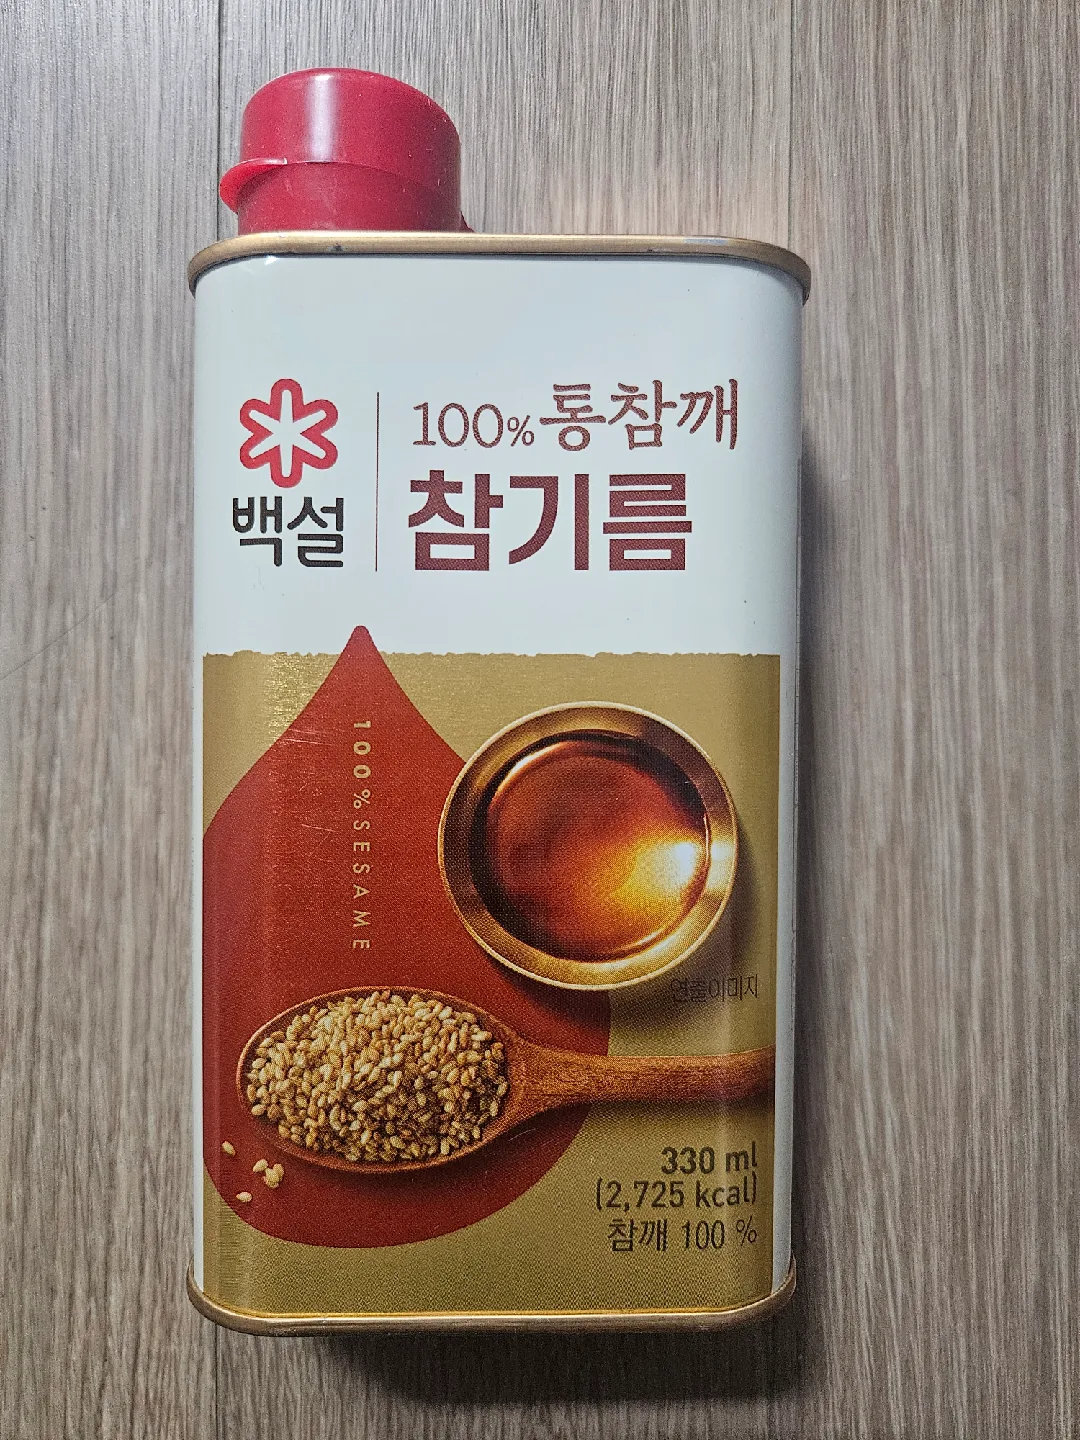 백설
100% 통참깨
참기름
100% SESAME
연출이미지
330 ml
(2,725 kcal)
참깨 100 %